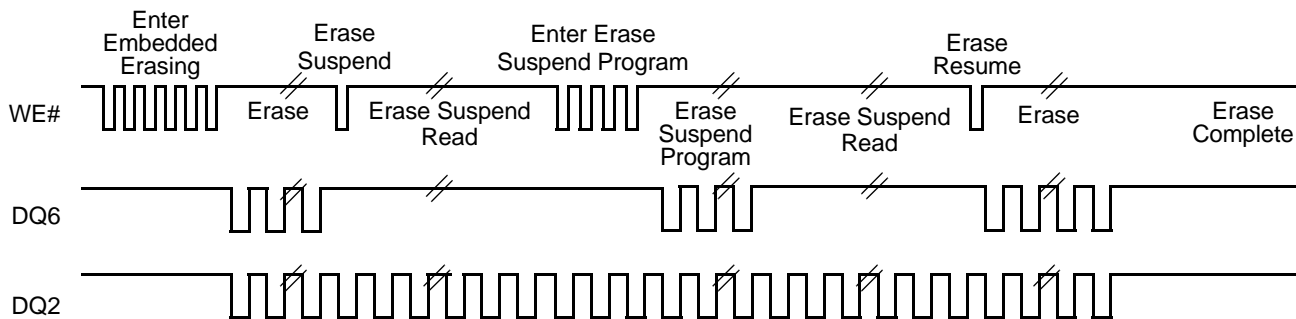 Enter
Embedded
Erasing
Erase
Suspend
Enter Erase
Suspend Program
Erase
Resume
WE#
Erase
Erase Suspend
Read
Erase
Suspend
Program
Erase Suspend
Read
Erase
Erase
Complete
DQ6
DQ2